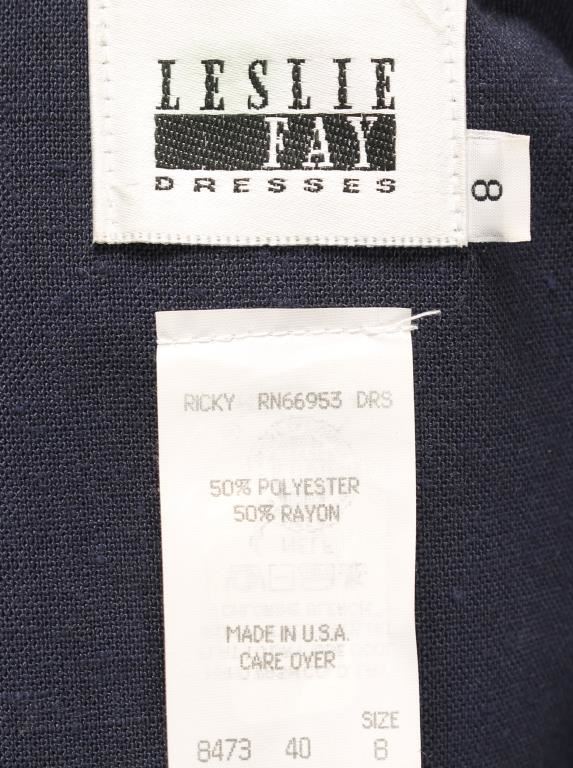 LESLIE
FAY
DRESSES
8
RICKY RN66953 DRS
50% POLYESTER
50% RAYON
MADE IN U.S.A.
CARE OVER
SIZE
8473 40 8